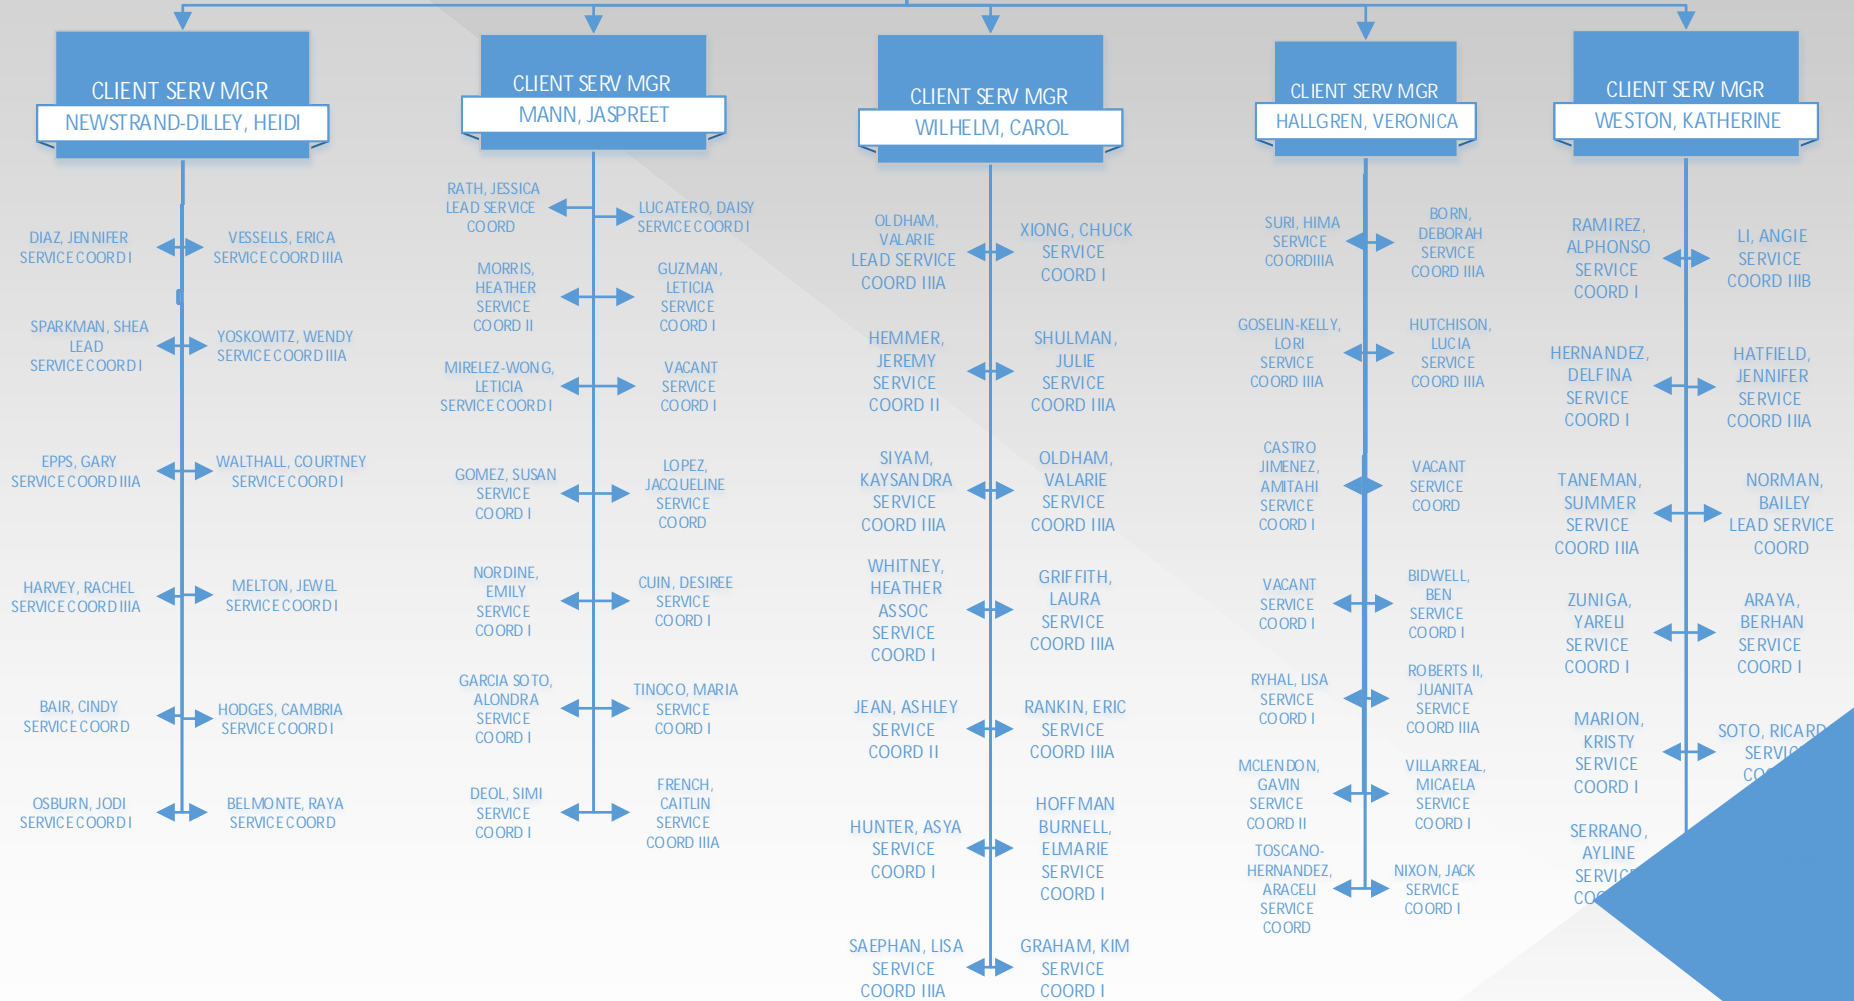 CLIENT SERV MGR
NEWSTRAND-DILLEY, HEIDI
DIAZ, JENNIFER
SERVICE COORD I
VESSELLS, ERICA
SERVICE COORD IIIA
SPARKMAN, SHEA
LEAD
SERVICE COORD I
YOSKOWITZ, WENDY
SERVICE COORD IIIA
EPPS, GARY
SERVICE COORD IIIA
WALTHALL, COURTNEY
SERVICE COORD I
HARVEY, RACHEL
SERVICE COORD IIIA
MELTON, JEWEL
SERVICE COORD I
BAIR, CINDY
SERVICE COORD
HODGES, CAMBRIA
SERVICE COORD I
OSBURN, JODI
SERVICE COORD I
BELMONTE, RAYA
SERVICE COORD
CLIENT SERV MGR
MANN, JASPREET
RATH, JESSICA
LEAD SERVICE
COORD
LUCATERO, DAISY
SERVICE COORD I
MORRIS,
HEATHER
SERVICE
COORD II
GUZMAN,
LETICIA
SERVICE
COORD I
MIRELEZ-WONG,
LETICIA
SERVICE COORD I
VACANT
SERVICE
COORD I
GOMEZ, SUSAN
SERVICE
COORD I
LOPEZ,
JACQUELINE
SERVICE
COORD
NORDINE,
EMILY
SERVICE
COORD I
CUIN, DESIREE
SERVICE
COORD I
GARCIA SOTO,
ALONDRA
SERVICE
COORD I
TINOCO, MARIA
SERVICE
COORD I
DEOL, SIMI
SERVICE
COORD I
FRENCH,
CAITLIN
SERVICE
COORD IIIA
CLIENT SERV MGR
WILHELM, CAROL
OLDHAM,
VALARIE
LEAD SERVICE
COORD IIIA
XIONG, CHUCK
SERVICE
COORD I
HEMMER,
JEREMY
SERVICE
COORD II
SHULMAN,
JULIE
SERVICE
COORD IIIA
SIYAM,
KAYSANDRA
SERVICE
COORD IIIA
OLDHAM,
VALARIE
SERVICE
COORD IIIA
WHITNEY,
HEATHER
ASSOC
SERVICE
COORD I
GRIFFITH,
LAURA
SERVICE
COORD IIIA
JEAN, ASHLEY
SERVICE
COORD II
RANKIN, ERIC
SERVICE
COORD IIIA
HUNTER, ASYA
SERVICE
COORD I
HOFFMAN
BURNELL,
ELMARIE
SERVICE
COORD I
SAEPHAN, LISA
SERVICE
COORD IIIA
GRAHAM, KIM
SERVICE
COORD I
CLIENT SERV MGR
HALLGREN, VERONICA
SURI, HIMA
SERVICE
COORDIIIA
BORN,
DEBORAH
SERVICE
COORD IIIA
GOSELIN-KELLY,
LORI
SERVICE
COORD IIIA
HUTCHISON,
LUCIA
SERVICE
COORD IIIA
CASTRO
JIMENEZ,
AMITAHI
SERVICE
COORD I
VACANT
SERVICE
COORD
VACANT
SERVICE
COORD I
BIDWELL,
BEN
SERVICE
COORD I
RYHAL, LISA
SERVICE
COORD I
ROBERTS II,
JUANITA
SERVICE
COORD IIIA
MCLENDON,
GAVIN
SERVICE
COORD II
VILLARREAL,
MICAELA
SERVICE
COORD I
TOSCANO-
HERNANDEZ,
ARACELI
SERVICE
COORD
NIXON, JACK
SERVICE
COORD I
CLIENT SERV MGR
WESTON, KATHERINE
RAMIREZ,
ALPHONSO
SERVICE
COORD I
LI, ANGIE
SERVICE
COORD IIIB
HERNANDEZ,
DELFINA
SERVICE
COORD I
HATFIELD,
JENNIFER
SERVICE
COORD IIIA
TANEMAN,
SUMMER
SERVICE
COORD IIIA
NORMAN,
BAILEY
LEAD SERVICE
COORD
ZUNIGA,
YARELI
SERVICE
COORD I
ARAYA,
BERHAN
SERVICE
COORD I
MARION,
KRISTY
SERVICE
COORD I
SOTO,
SERRANO,
AYLINE